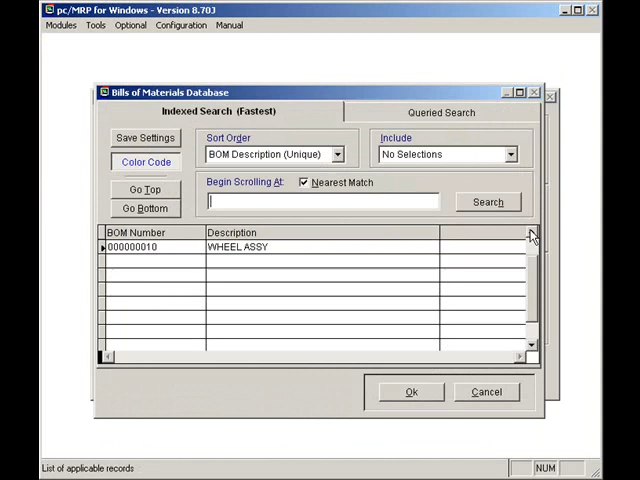 pc/MRP for Windows - Version 8.70J
Modules Tools Optional Configuration Manual
Bills of Materials Database
Indexed Search (Fastest) Queried Search
Save Settings
Color Code
Go Top
Go Bottom
Sort Order
BOM Description (Unique)
Include
No Selections
Begin Scrolling At: Nearest Match
Search
BOM Number Description
000000010 WHEEL ASSY
Ok Cancel
List of applicable records NUM